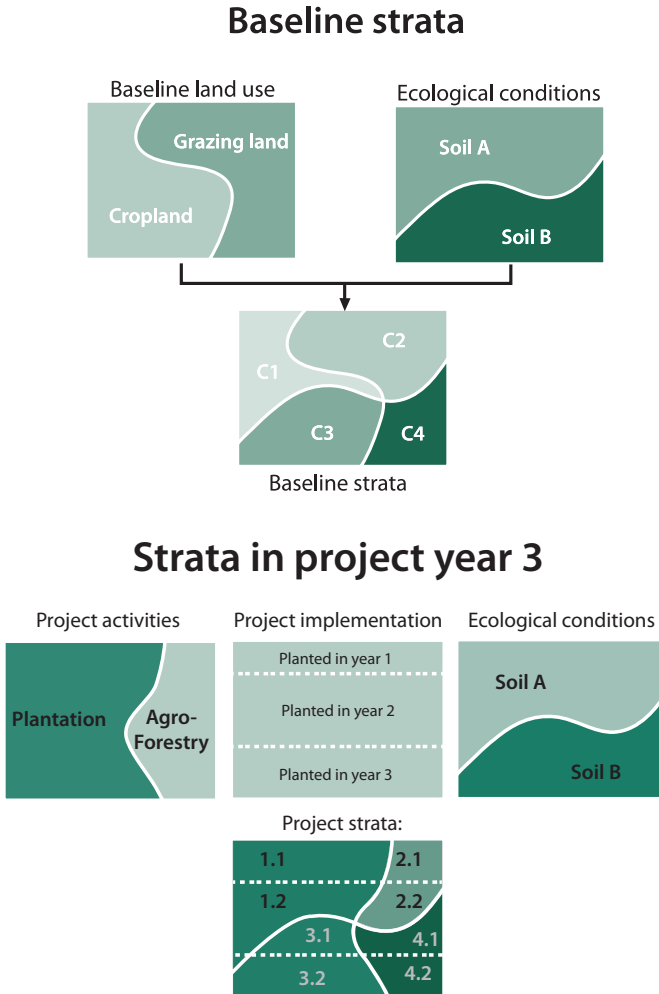 Baseline strata
Baseline land use
Ecological conditions
Grazing land
Cropland
Soil A
Soil B
C1
C2
C3
C4
Baseline strata
Strata in project year 3
Project activities
Project implementation
Ecological conditions
Plantation
Agro-
Forestry
Planted in year 1
Planted in year 2
Planted in year 3
Soil A
Soil B
Project strata:
1.1
2.1
1.2
2.2
3.1
4.1
3.2
4.2